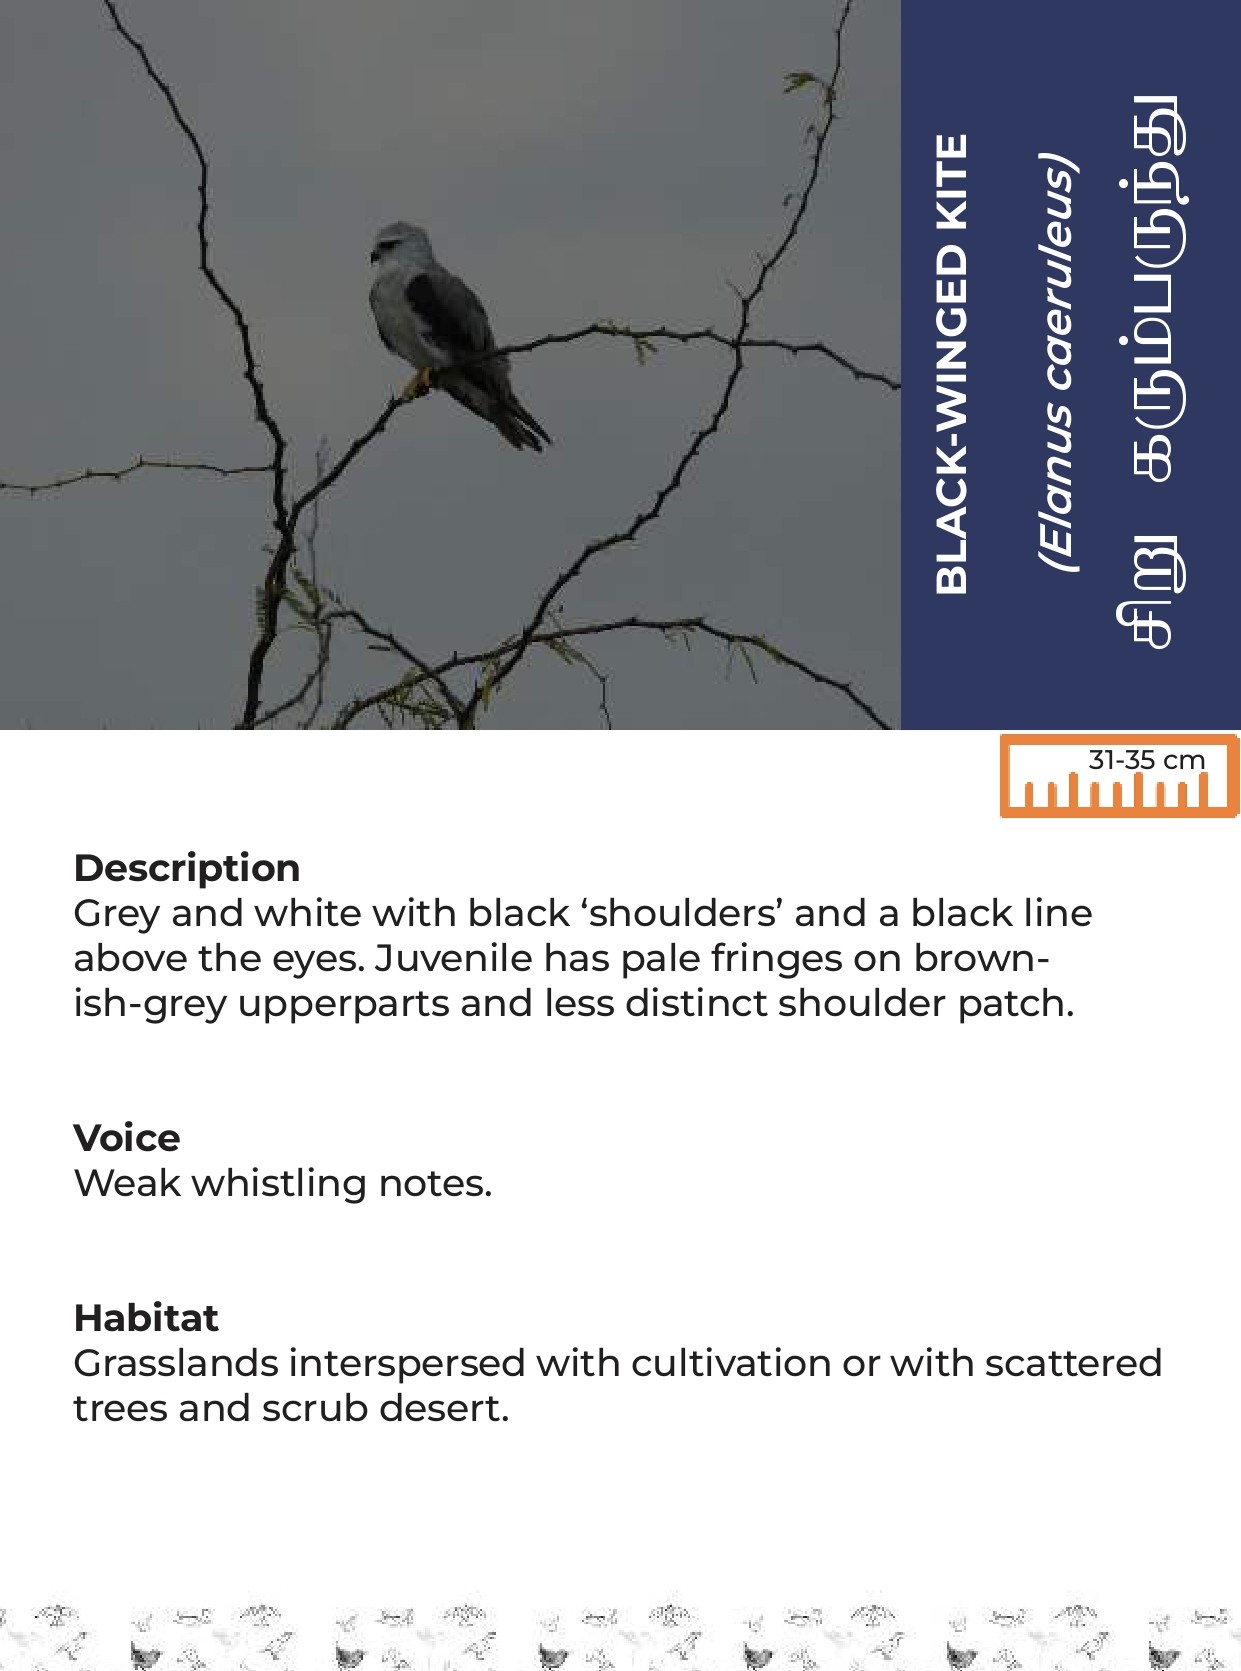 BLACK-WINGED KITE
(Elanus caeruleus)
சிறு கரும்பருந்து
31-35 cm
Description
Grey and white with black ‘shoulders’ and a black line
above the eyes. Juvenile has pale fringes on brown-
ish-grey upperparts and less distinct shoulder patch.
Voice
Weak whistling notes.
Habitat
Grasslands interspersed with cultivation or with scattered
trees and scrub desert.